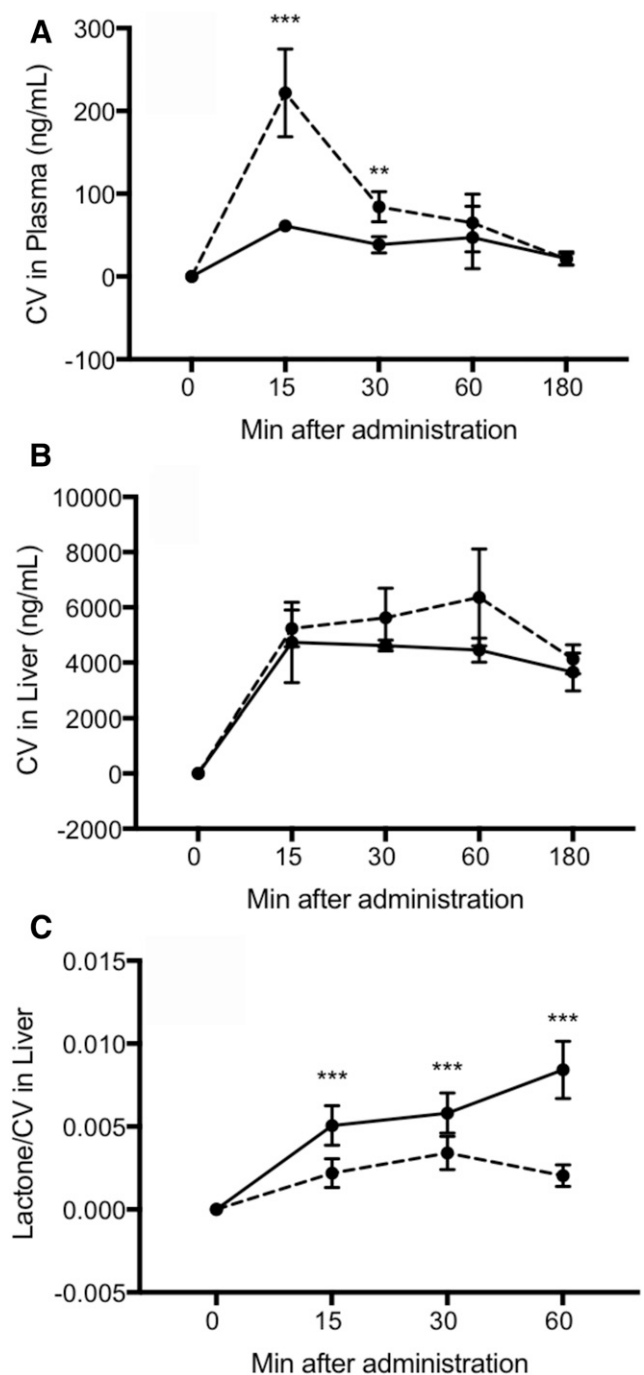 A
CV in Plasma (ng/mL)
300
200
100
0
-100
***
**
0 15 30 60 180
Min after administration
B
CV in Liver (ng/mL)
10000
8000
6000
4000
2000
0
-2000
0 15 30 60 180
Min after administration
C
Lactone/CV in Liver
0.015
0.010
0.005
0.000
-0.005
***
***
***
0 15 30 60
Min after administration